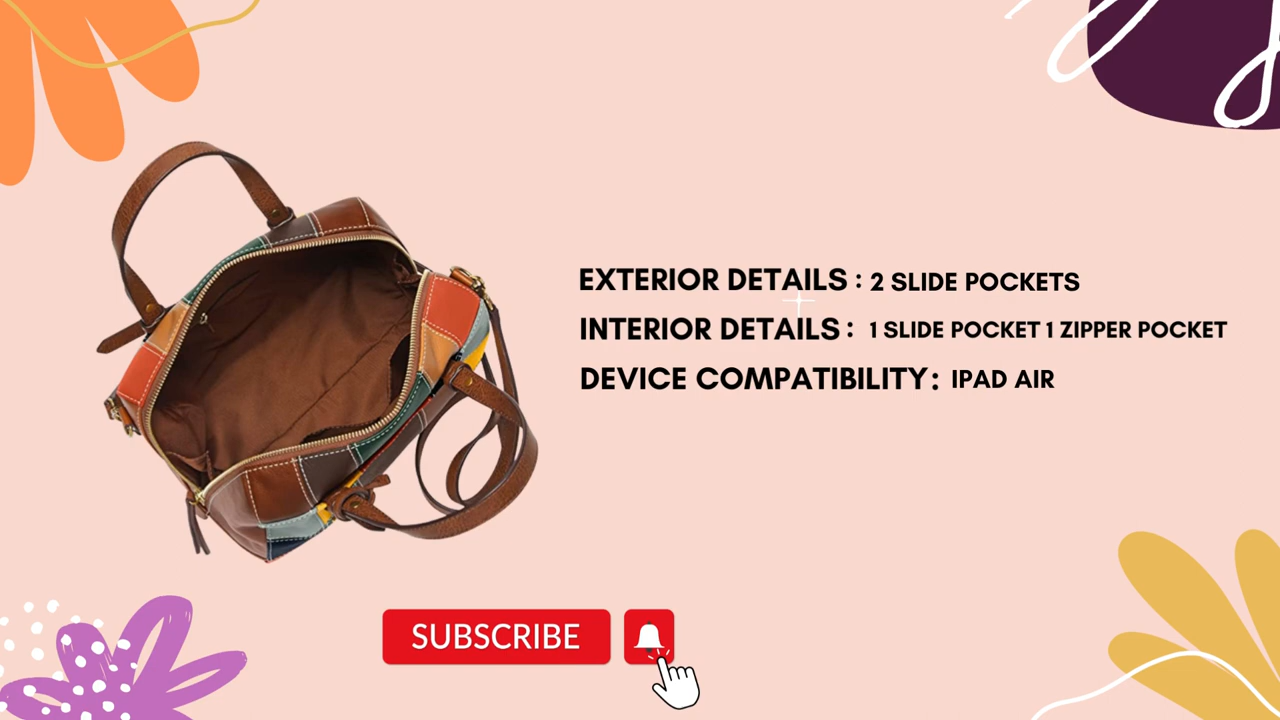 EXTERIOR DETAILS : 2 SLIDE POCKETS
INTERIOR DETAILS : 1 SLIDE POCKET 1 ZIPPER POCKET
DEVICE COMPATIBILITY : IPAD AIR
SUBSCRIBE